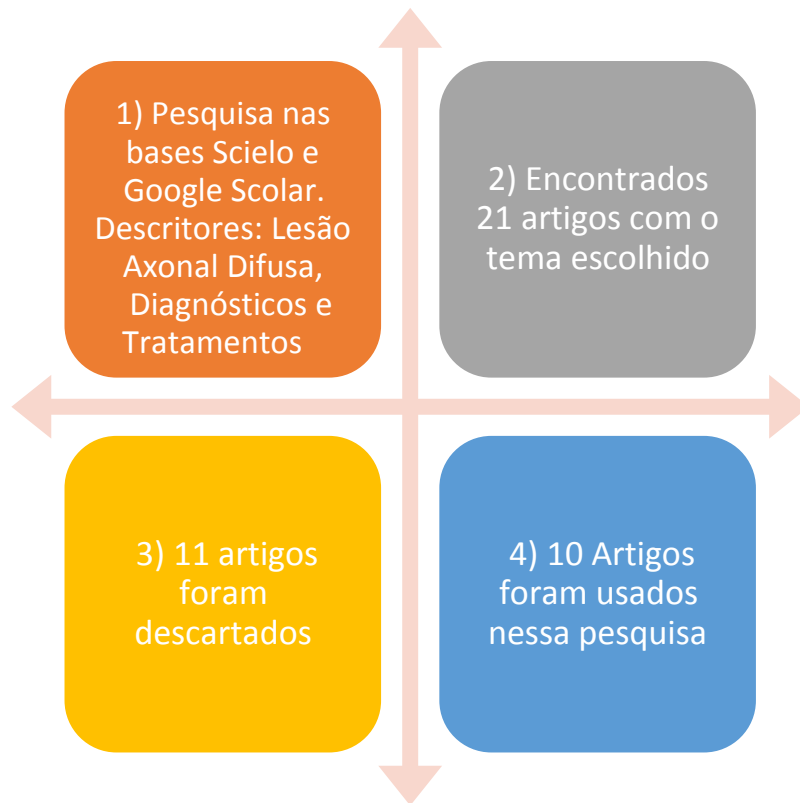 1) Pesquisa nas
bases Scielo e
Google Scolar.
Descritores: Lesão
Axonal Difusa,
Diagnósticos e
Tratamentos
2) Encontrados
21 artigos com o
tema escolhido
3) 11 artigos
foram
descartados
4) 10 Artigos
foram usados
nessa pesquisa